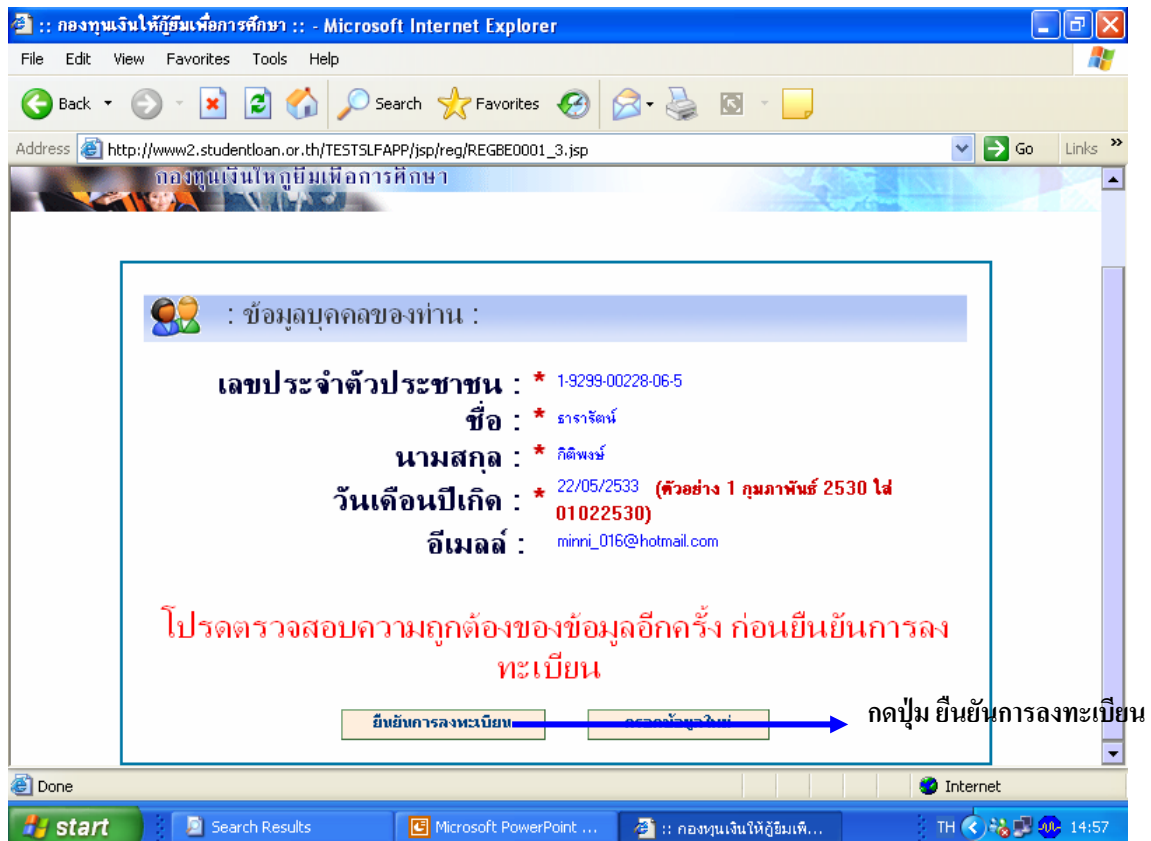 :: กองทุนเงินให้กู้ยืมเพื่อการศึกษา :: - Microsoft Internet Explorer
File Edit View Favorites Tools Help
Back Search Favorites
Address http://www2.studentloan.or.th/TESTSLFAPP/jsp/reg/REGBE0001_3.jsp Go Links »
กองทุนเงินให้กู้ยืมเพื่อการศึกษา
: ข้อมูลบุคคลของท่าน :
เลขประจำตัวประชาชน : * 1-9299-00228-06-5
ชื่อ : * ธารารัตน์
นามสกุล : * กิติพงษ์
วันเดือนปีเกิด : * 22/05/2533 (ตัวอย่าง 1 กุมภาพันธ์ 2530 ใส่
01022530)
อีเมลล์ : minni_016@hotmail.com
โปรดตรวจสอบความถูกต้องของข้อมูลอีกครั้ง ก่อนยืนยันการลง
ทะเบียน
ยืนยันการลงทะเบียน กรอกข้อมูลใหม่ กดปุ่ม ยืนยันการลงทะเบียน
Done Internet
start Search Results Microsoft PowerPoint ... :: กองทุนเงินให้กู้ยืมเพื่... TH 14:57